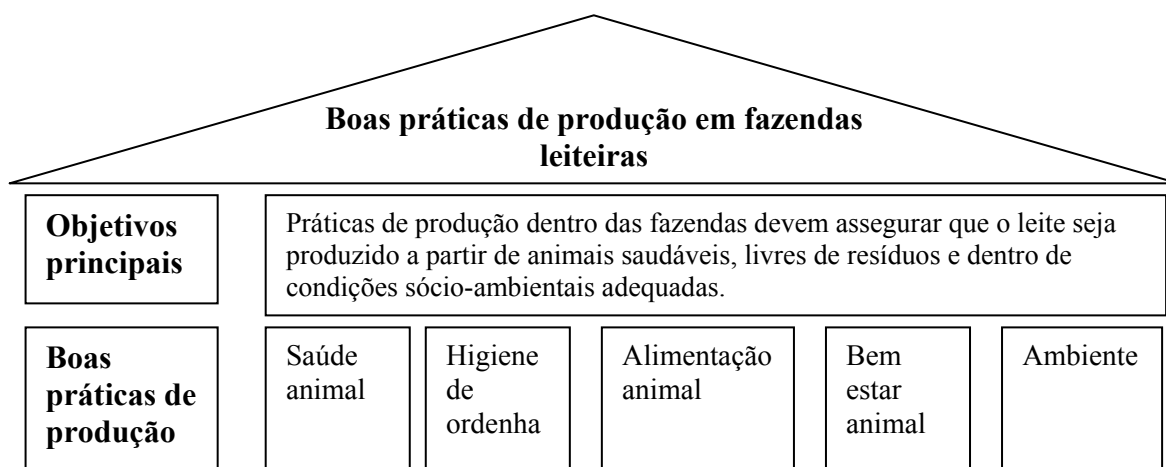 Boas práticas de produção em fazendas
leiteiras
Objetivos
principais
Práticas de produção dentro das fazendas devem assegurar que o leite seja
produzido a partir de animais saudáveis, livres de resíduos e dentro de
condições sócio-ambientais adequadas.
Boas
práticas de
produção
Saúde
animal
Higiene
de
ordenha
Alimentação
animal
Bem
estar
animal
Ambiente